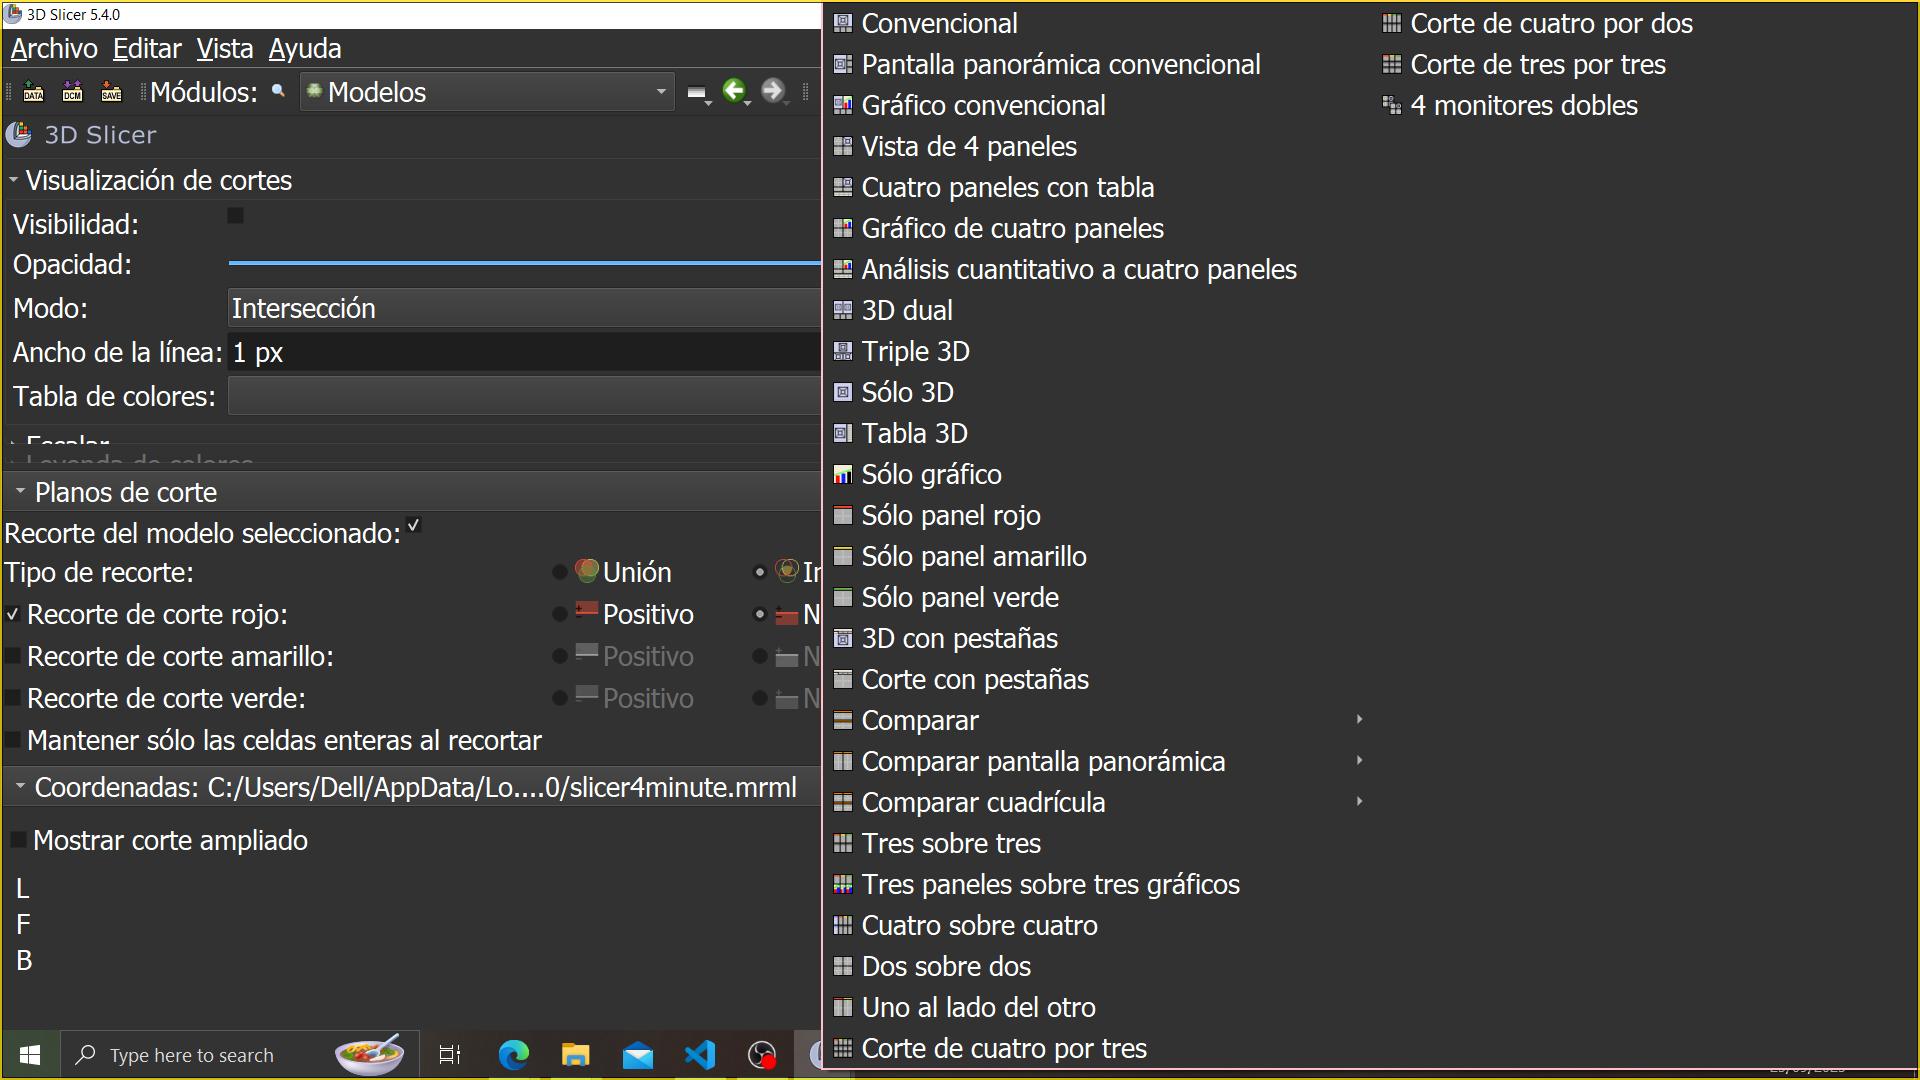 3D Slicer 5.4.0
Archivo Editar Vista Ayuda
DATA DCM SAVE Módulos: Modelos
3D Slicer
Visualización de cortes
Visibilidad:
Opacidad:
Modo: Intersección
Ancho de la línea: 1 px
Tabla de colores:
Escalar
Leyenda de colores
Planos de corte
Recorte del modelo seleccionado:
Tipo de recorte: Unión In
Recorte de corte rojo: Positivo N
Recorte de corte amarillo: Positivo N
Recorte de corte verde: Positivo N
Mantener sólo las celdas enteras al recortar
Coordenadas: C:/Users/Dell/AppData/Lo....0/slicer4minute.mrml
Mostrar corte ampliado
L
F
B
Type here to search
Convencional
Pantalla panorámica convencional
Gráfico convencional
Vista de 4 paneles
Cuatro paneles con tabla
Gráfico de cuatro paneles
Análisis cuantitativo a cuatro paneles
3D dual
Triple 3D
Sólo 3D
Tabla 3D
Sólo gráfico
Sólo panel rojo
Sólo panel amarillo
Sólo panel verde
3D con pestañas
Corte con pestañas
Comparar
Comparar pantalla panorámica
Comparar cuadrícula
Tres sobre tres
Tres paneles sobre tres gráficos
Cuatro sobre cuatro
Dos sobre dos
Uno al lado del otro
Corte de cuatro por tres
Corte de cuatro por dos
Corte de tres por tres
4 monitores dobles